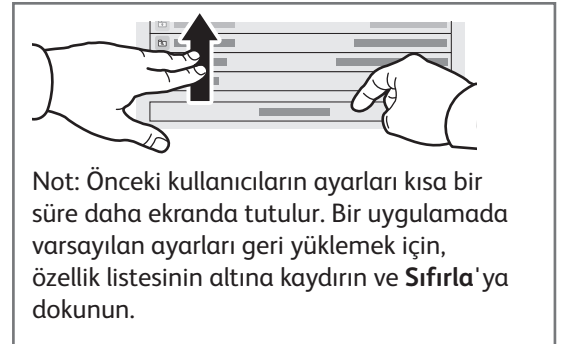 Not: Önceki kullanıcıların ayarları kısa bir
süre daha ekranda tutulur. Bir uygulamada
varsayılan ayarları geri yüklemek için,
özellik listesinin altına kaydırın ve Sıfırla'ya
dokunun.